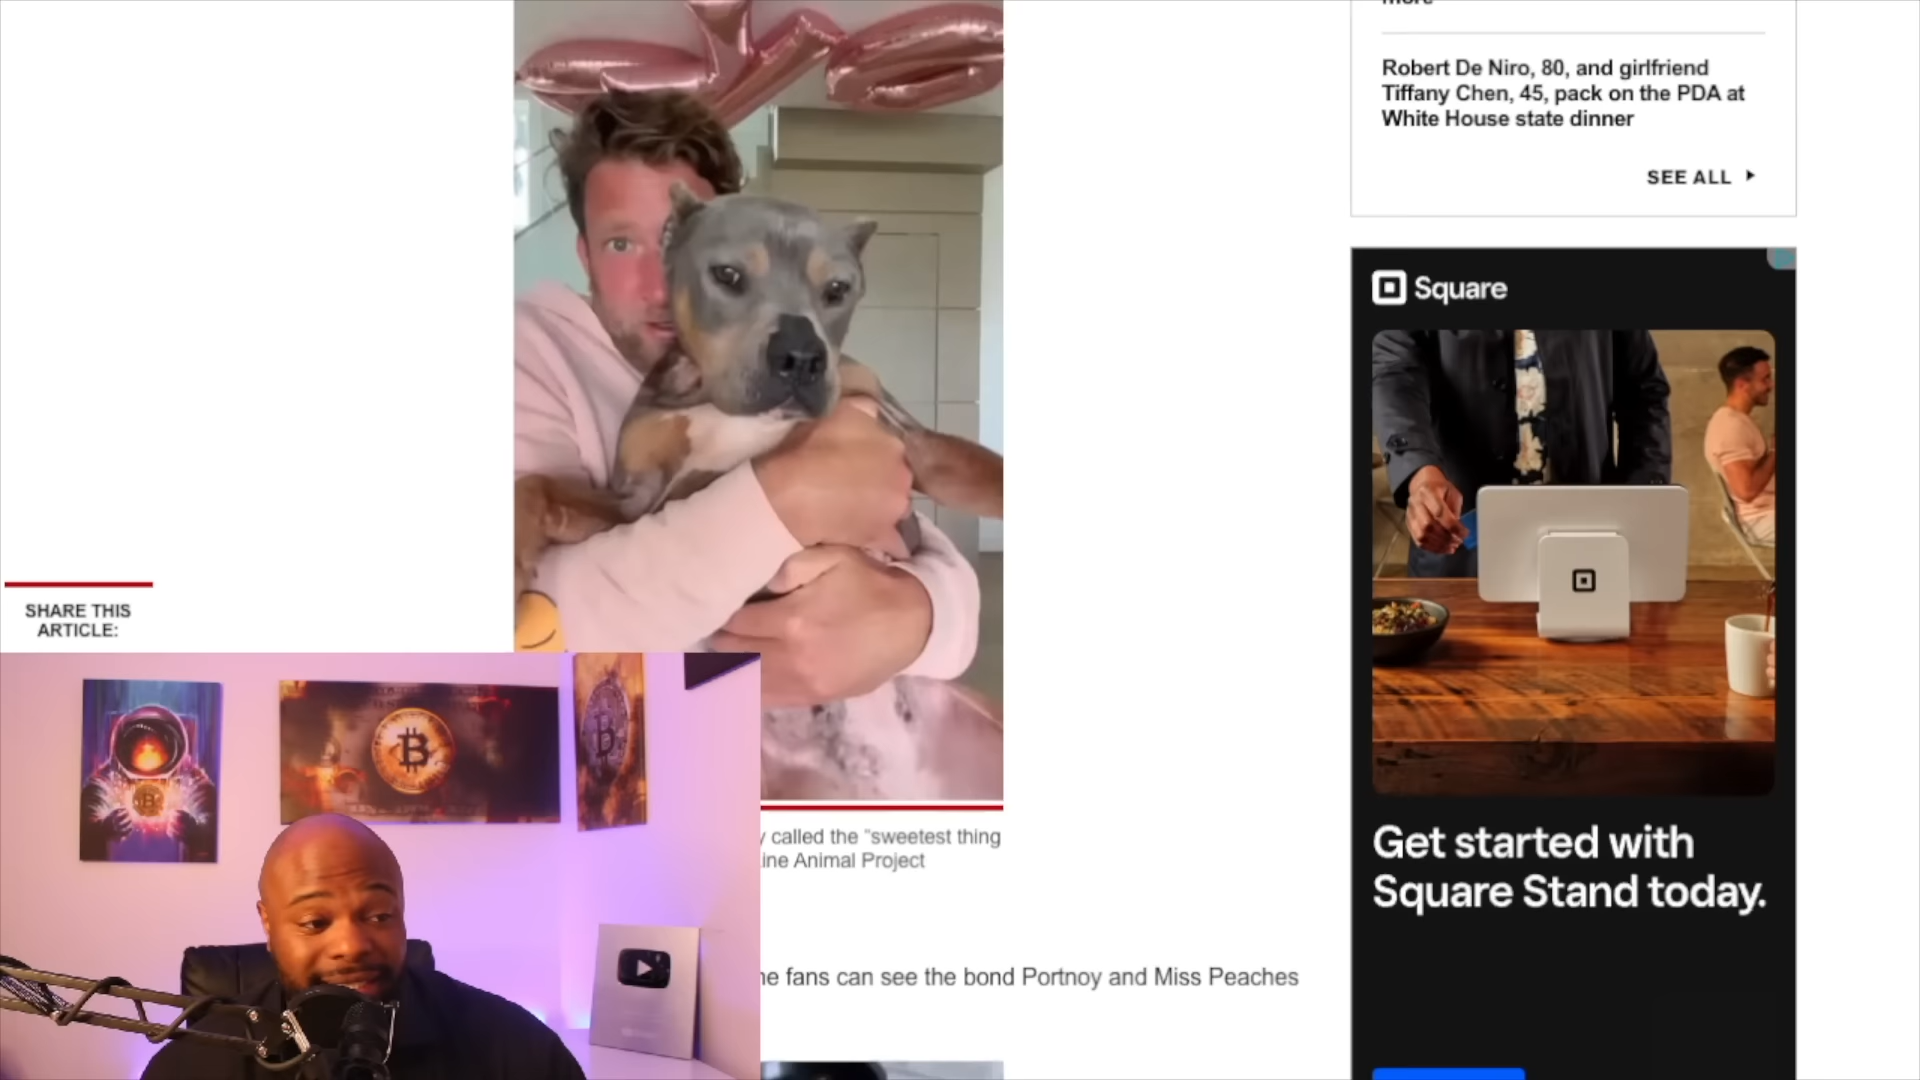 more
Robert De Niro, 80, and girlfriend
Tiffany Chen, 45, pack on the PDA at
White House state dinner
SEE ALL
Square
SHARE THIS
ARTICLE:
called the “sweetest thing
Animal Project
fans can see the bond Portnoy and Miss Peaches
Get started with
Square Stand today.